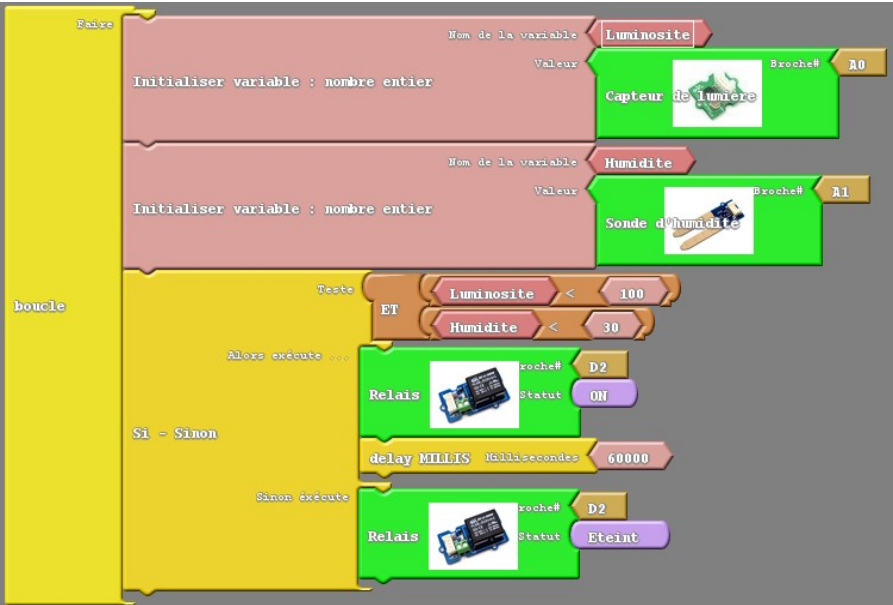 Faire
Nom de la variable Luminosite
Valeur Broche# A0
Initialiser variable : nombre entier Capteur de lumière
Nom de la variable Humidite
Valeur Broche# A1
Initialiser variable : nombre entier Sonde d'humidite
boucle
Teste
ET Luminosite < 100
Humidite < 30
Alors exécute ...
roche# D2
Relais Statut ON
Si - Sinon
delay MILLIS Millisecondes 60000
Sinon éxécute
roche# D2
Relais Statut Eteint